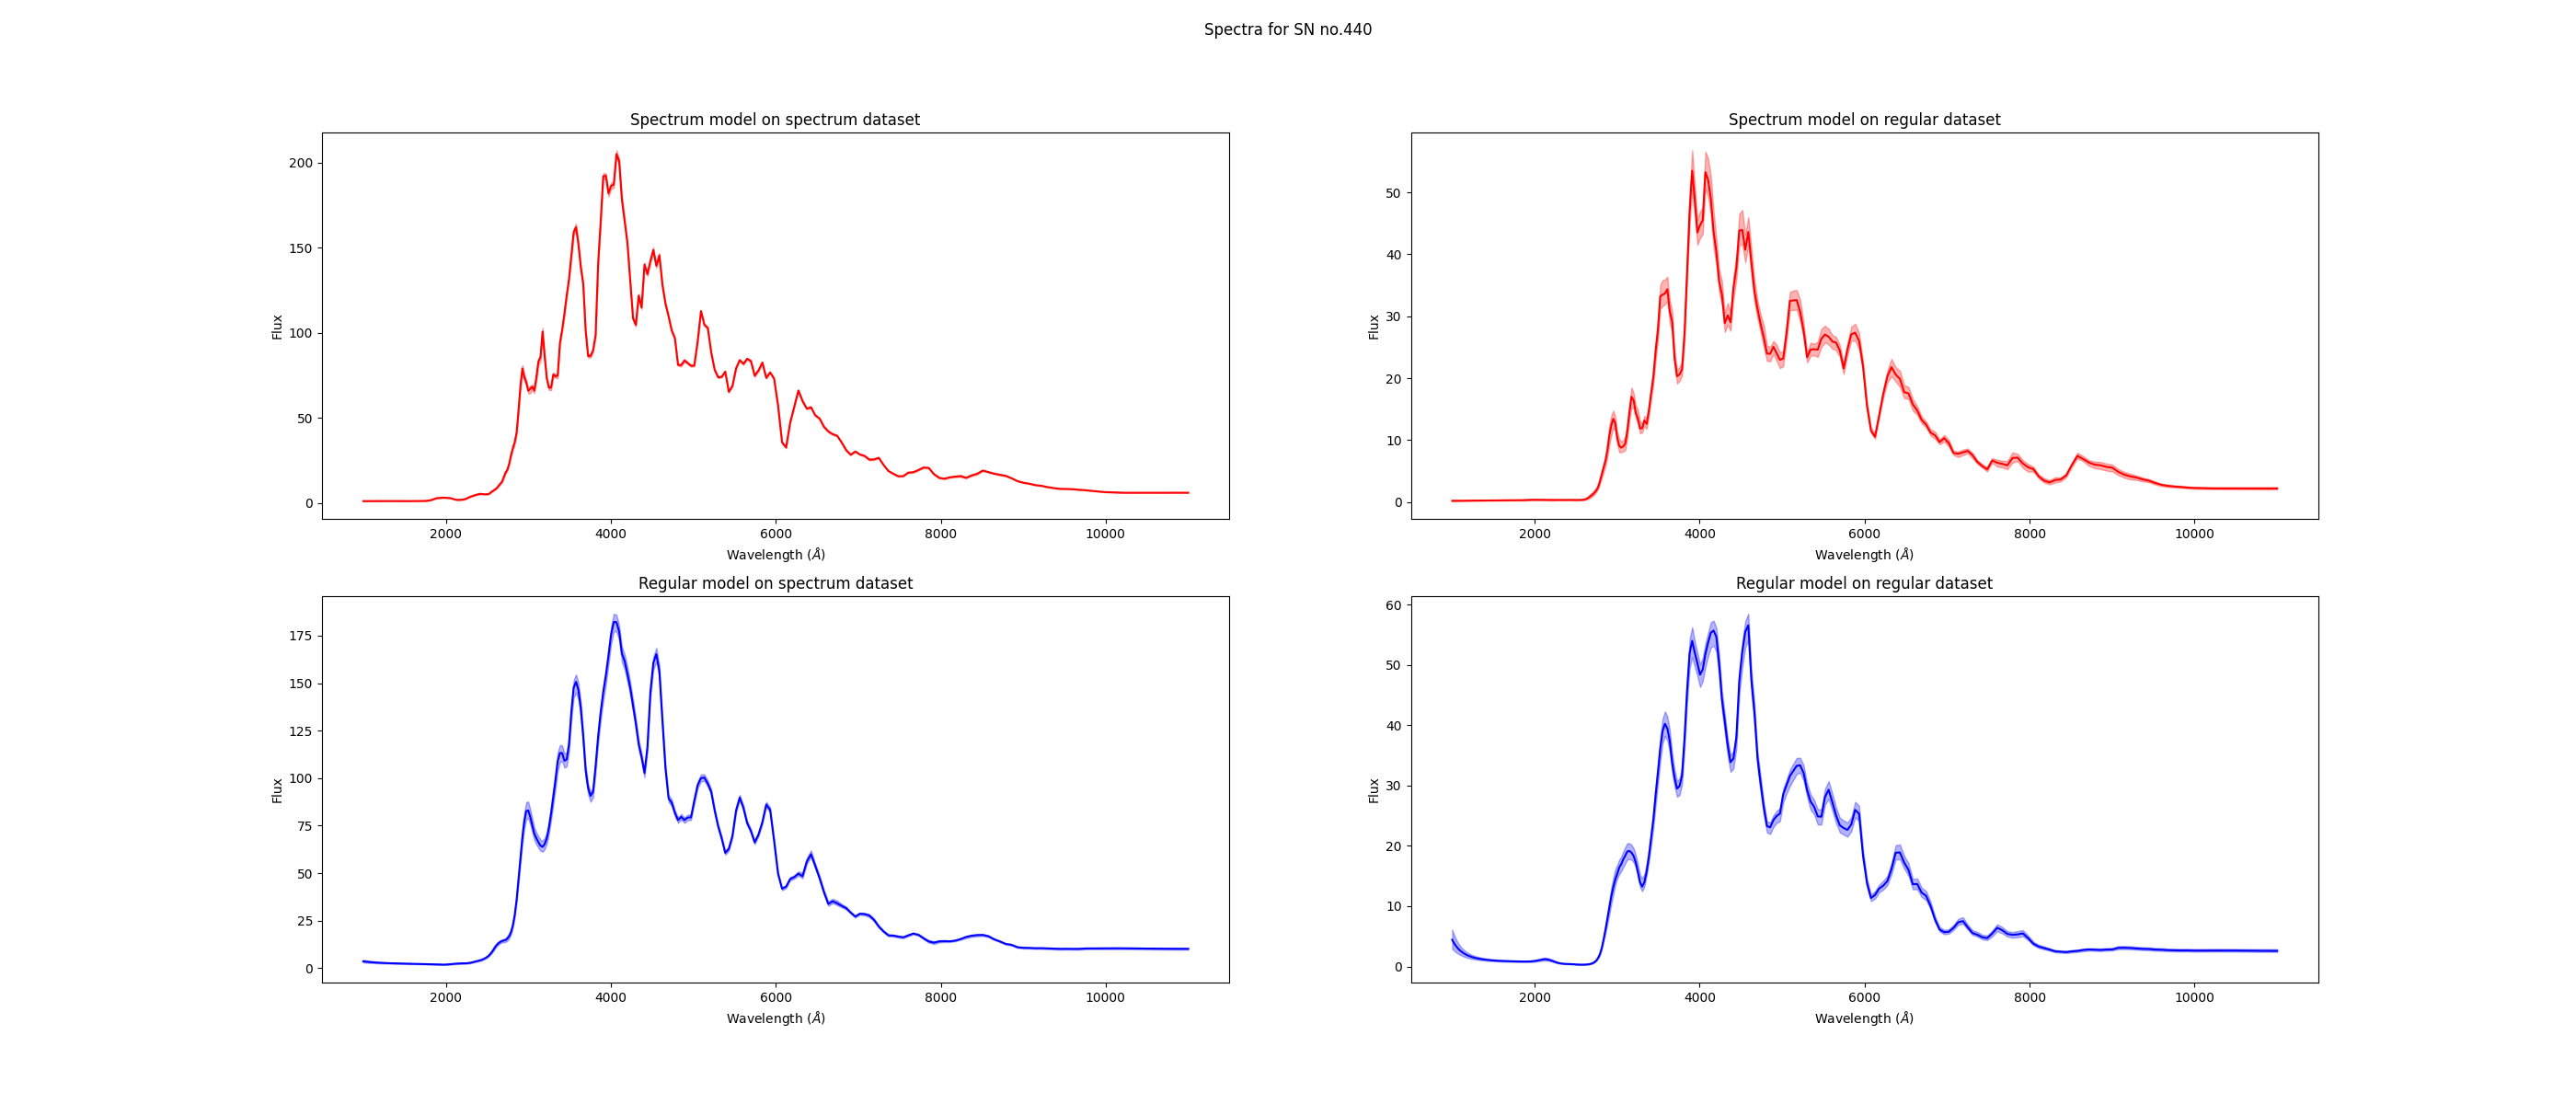 Spectra for SN no.440
Spectrum model on spectrum dataset
200
150
100
50
0
Flux
2000 4000 6000 8000 10000
Wavelength (Å)
Spectrum model on regular dataset
50
40
30
20
10
0
Flux
2000 4000 6000 8000 10000
Wavelength (Å)
Regular model on spectrum dataset
175
150
125
100
75
50
25
0
Flux
2000 4000 6000 8000 10000
Wavelength (Å)
Regular model on regular dataset
60
50
40
30
20
10
0
Flux
2000 4000 6000 8000 10000
Wavelength (Å)